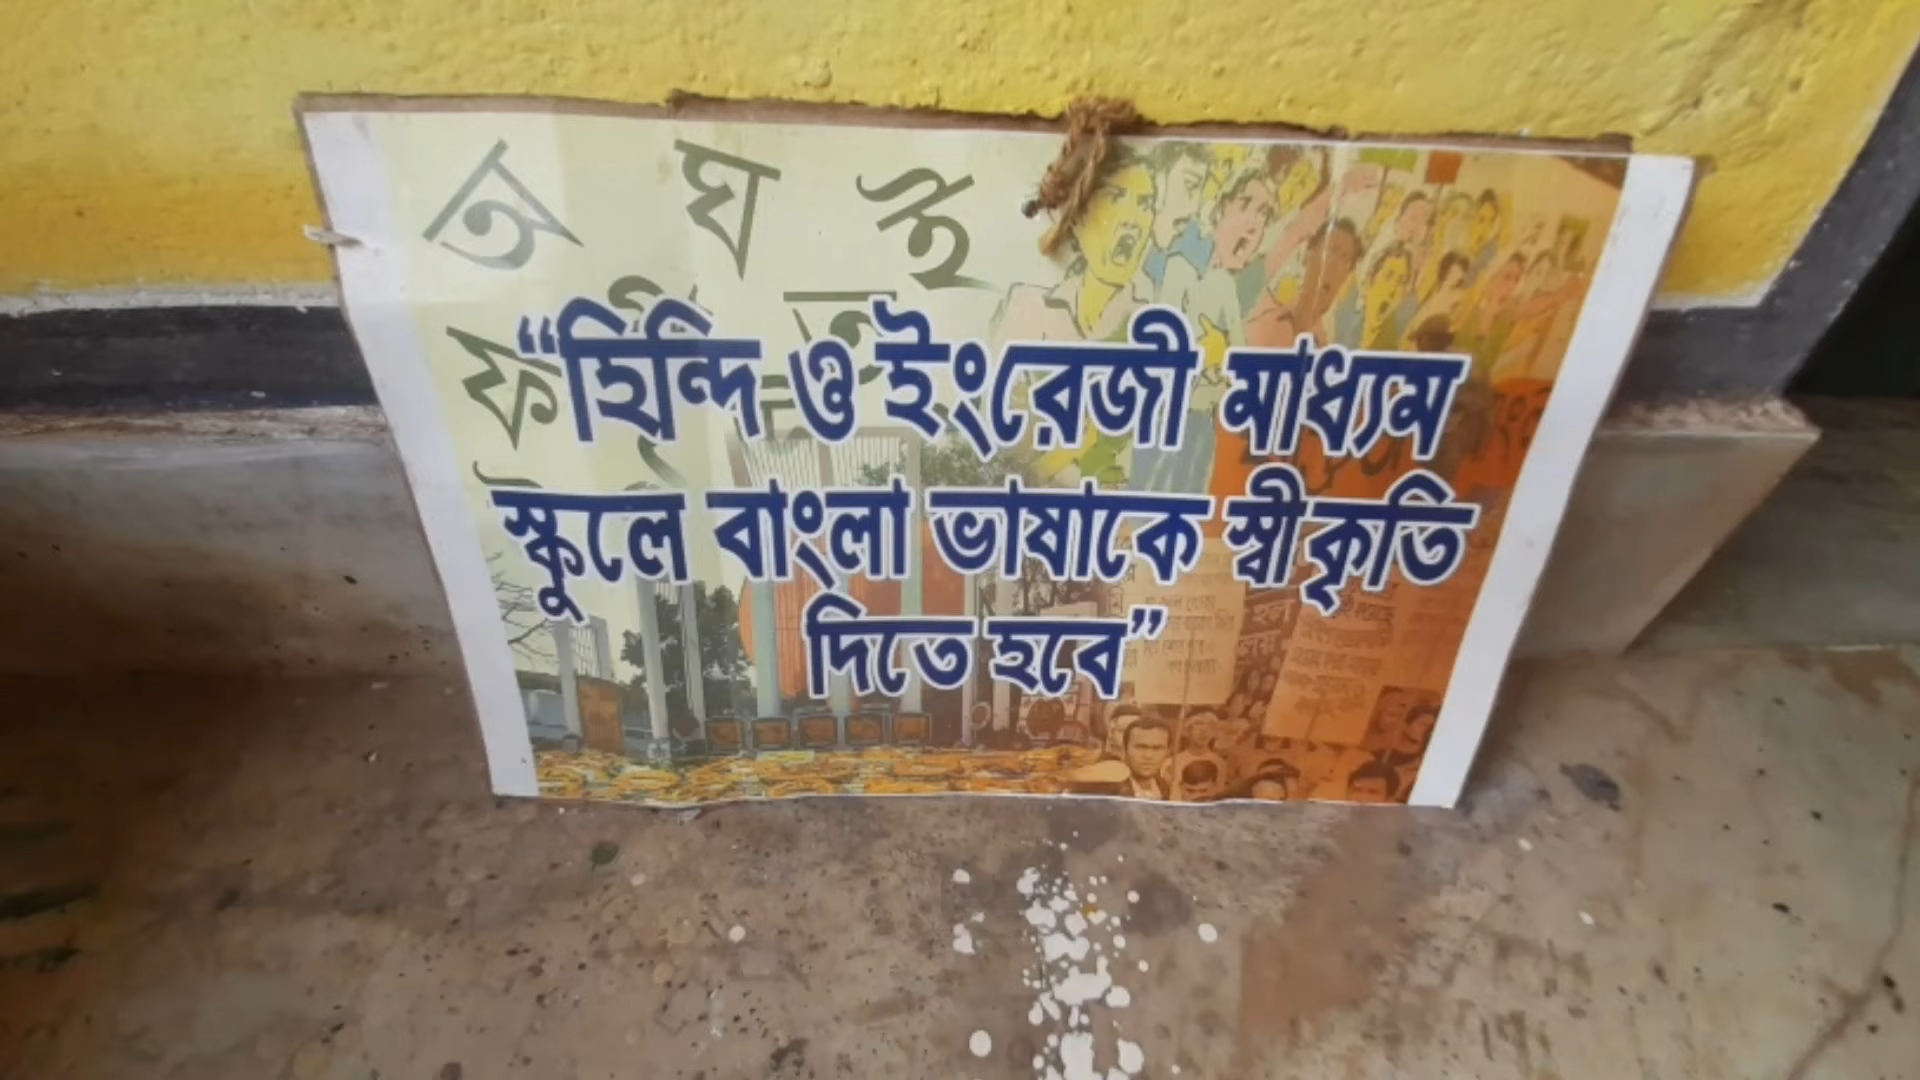 অ ঘ ই
ফ
“হিন্দি ও ইংরেজী মাধ্যম
স্কুলে বাংলা ভাষাকে স্বীকৃতি
দিতে হবে”